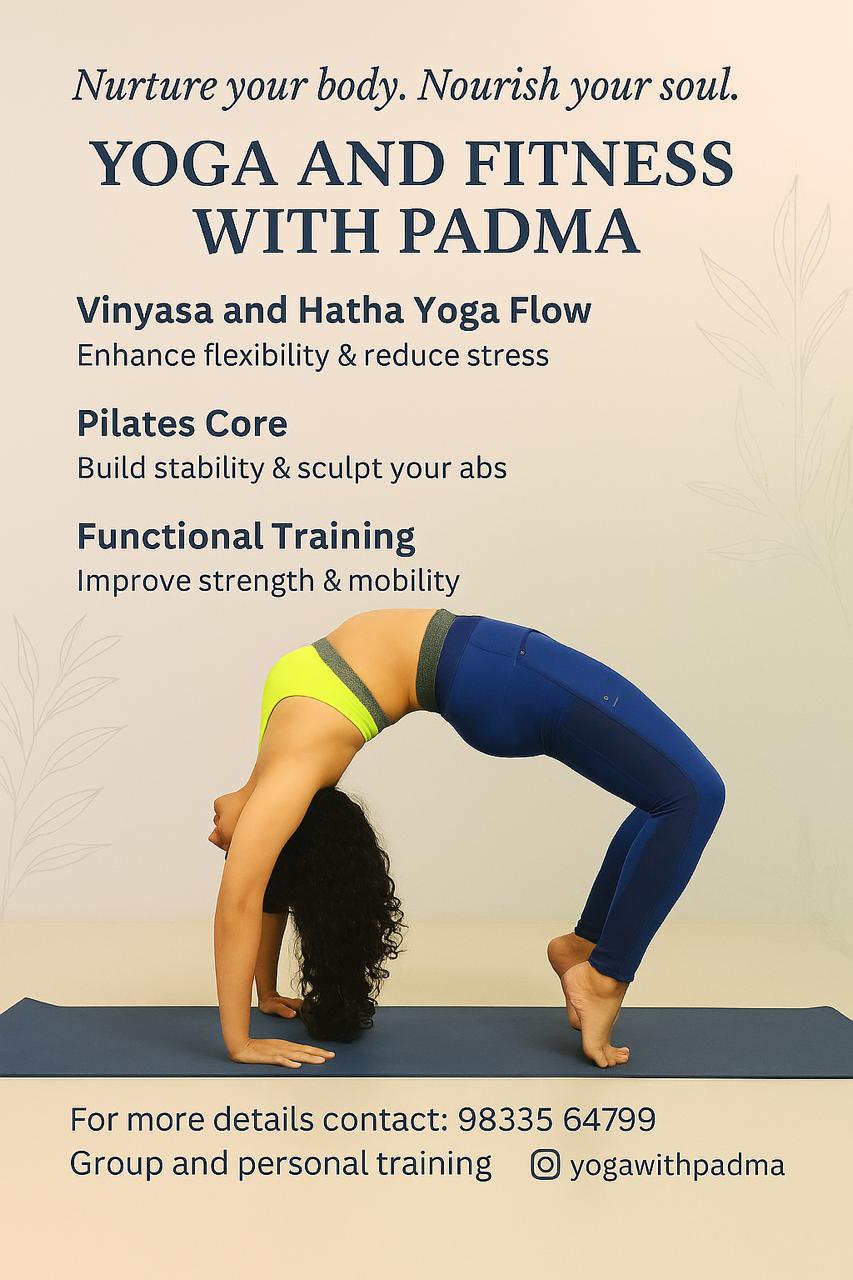 Nurture your body. Nourish your soul.
YOGA AND FITNESS
WITH PADMA
Vinyasa and Hatha Yoga Flow
Enhance flexibility & reduce stress
Pilates Core
Build stability & sculpt your abs
Functional Training
Improve strength & mobility
For more details contact: 98335 64799
Group and personal training yogawithpadma